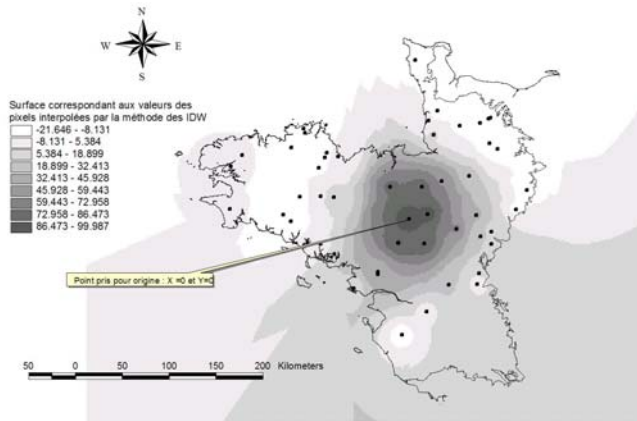 N
W E
S
Surface correspondant aux valeurs des
pixels interpolées par la méthode des IDW
-21.646 - -8.131
-8.131 - 5.384
5.384 - 18.899
18.899 - 32.413
32.413 - 45.928
45.928 - 59.443
59.443 - 72.958
72.958 - 86.473
86.473 - 99.987
Point pris pour origine : X =0 et Y=0
50 0 50 100 150 200 Kilometers